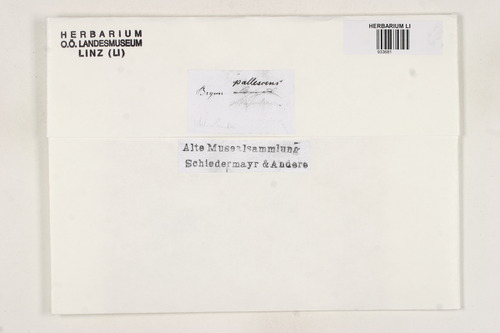 HERBARIUM
O.Ö. LANDESMUSEUM
LINZ (LI)
HERBARIUM LI
pallescens
Bryum
Alte Musealsammlung
Schiedermayr & Andere